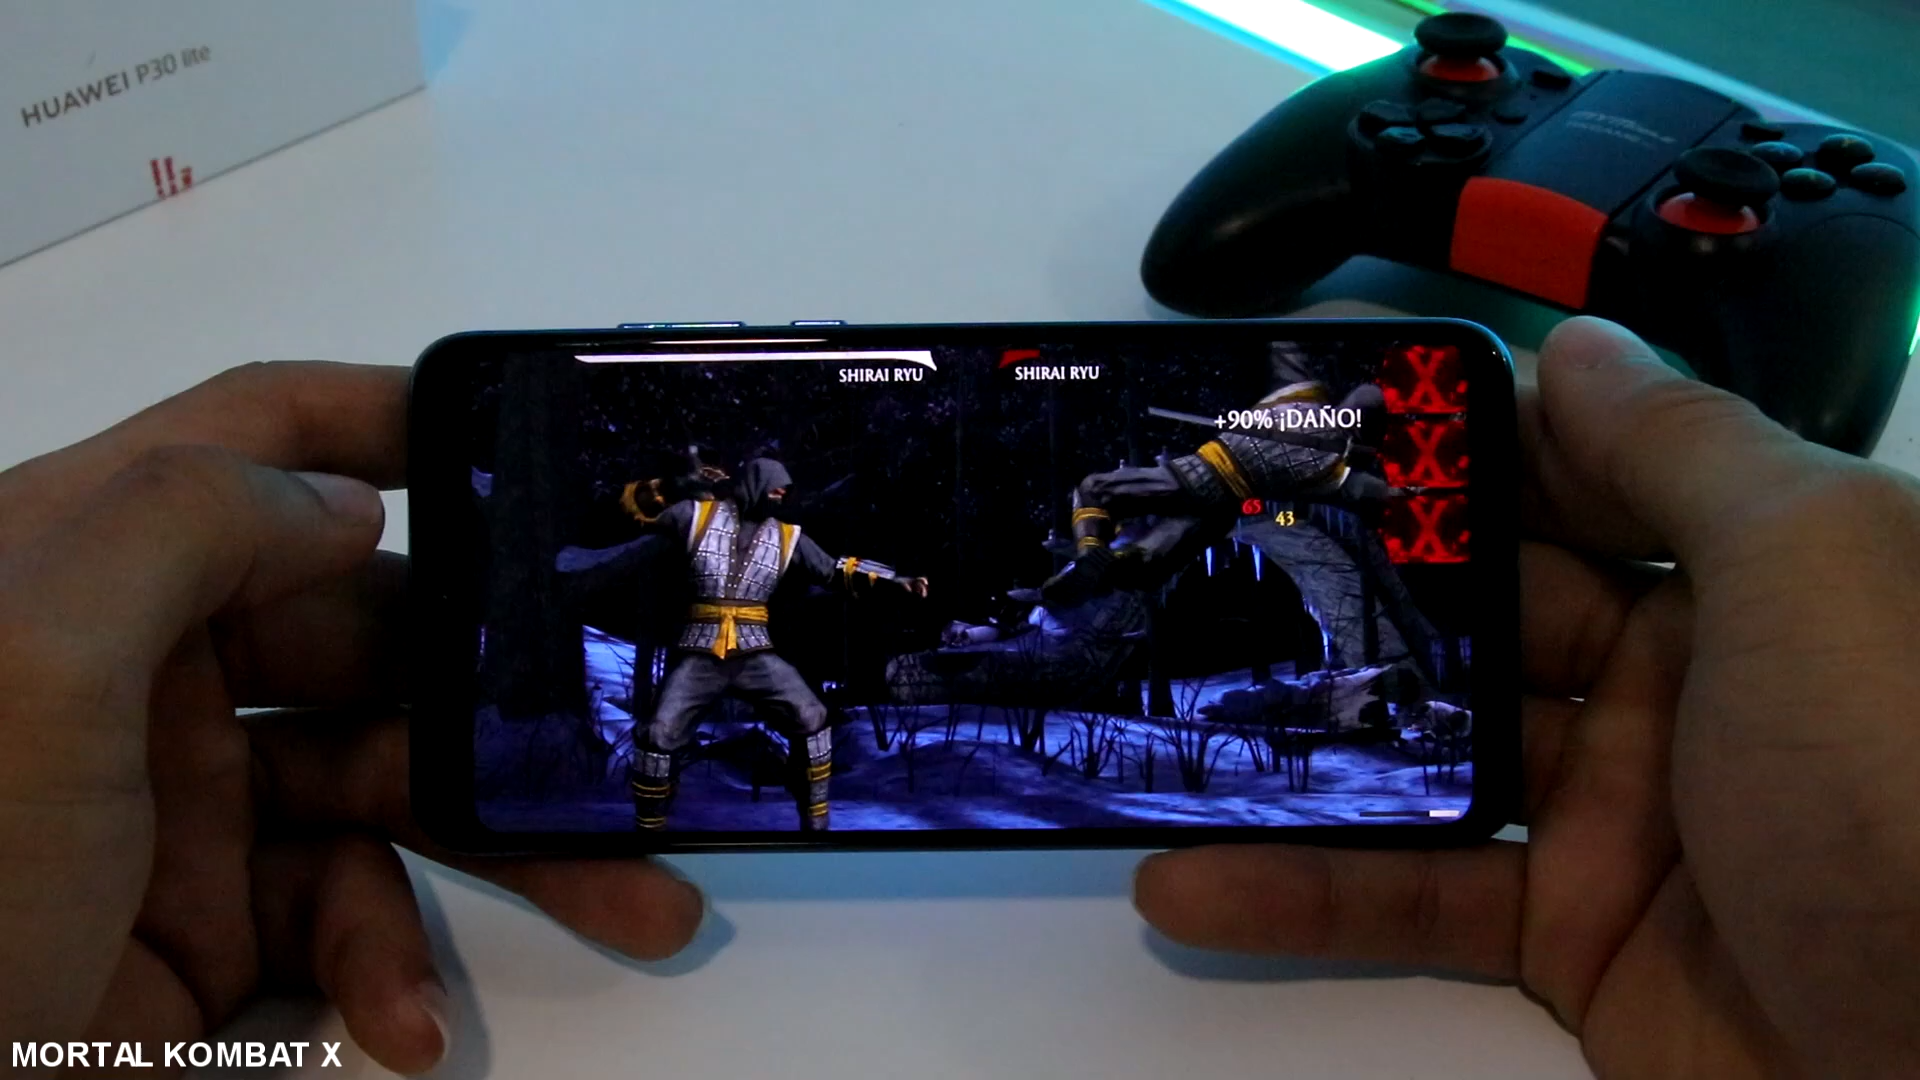 HUAWEI P30 lite
SHIRAI RYU
SHIRAI RYU
+90% ¡DAÑO!
65
43
X
X
X
MORTAL KOMBAT X